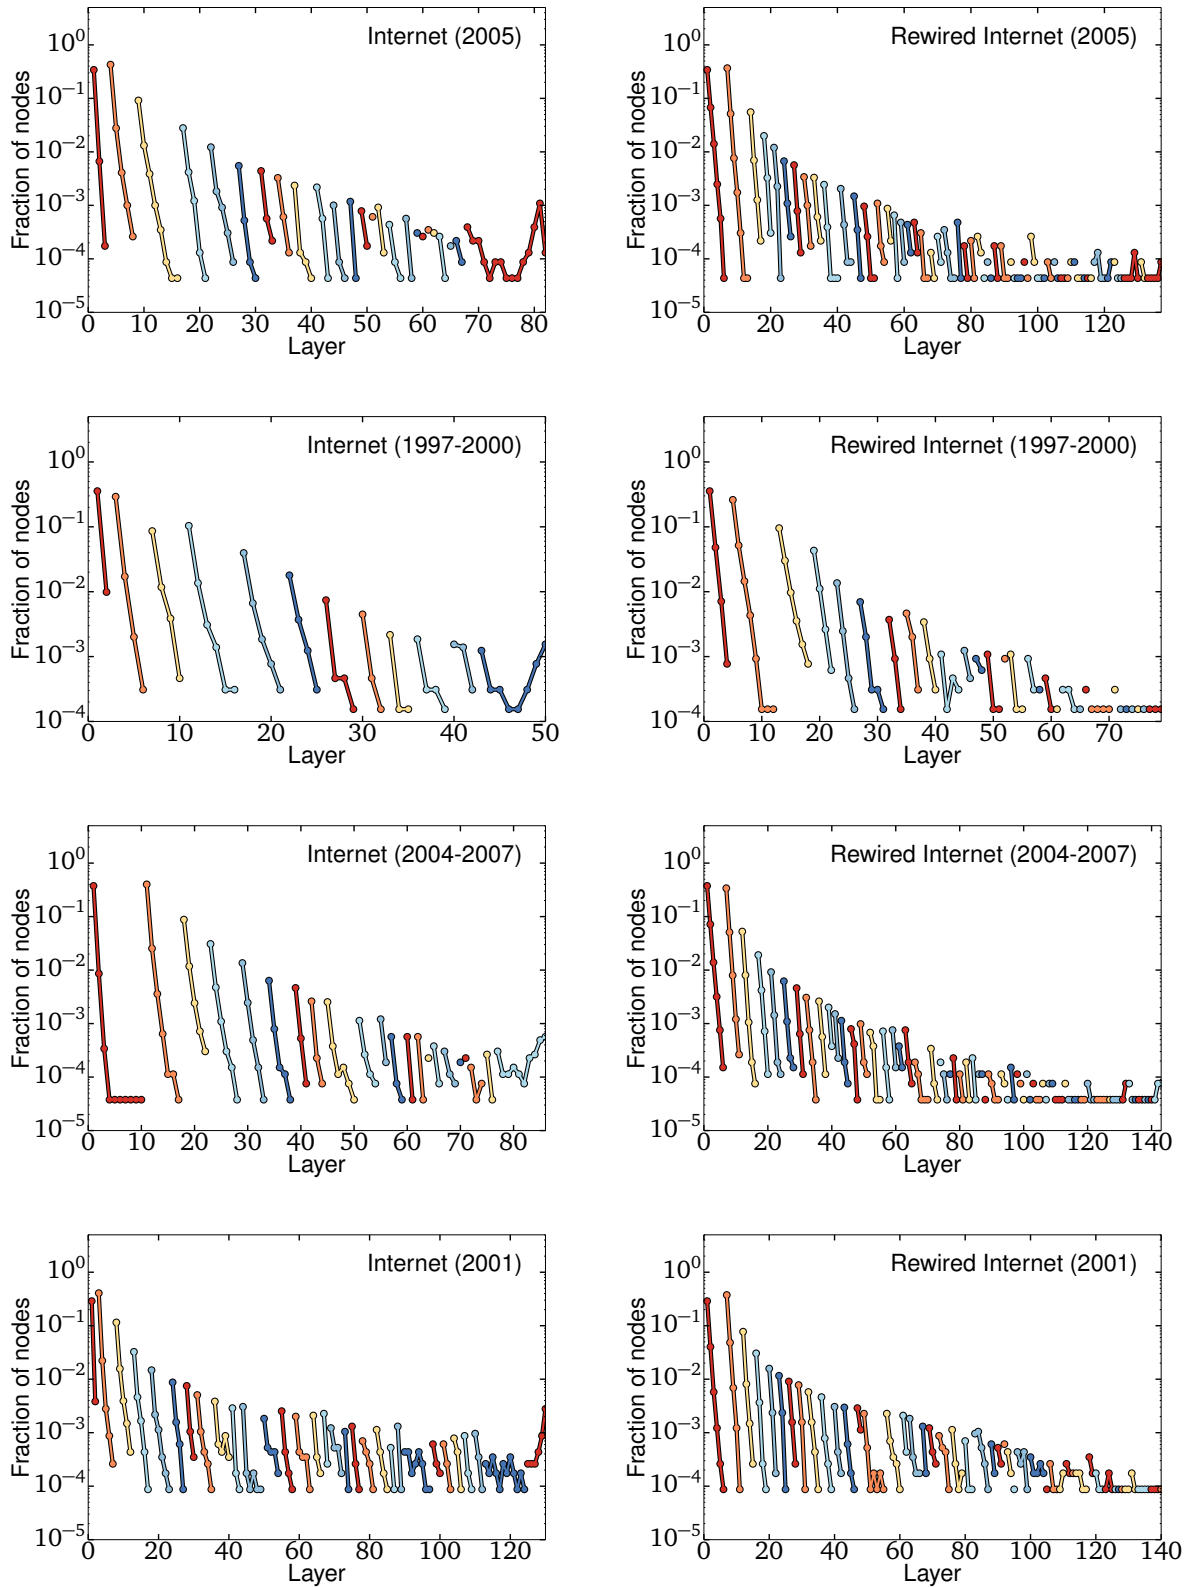 Internet (2005)
Fraction of nodes
10^0
10^−1
10^−2
10^−3
10^−4
10^−5
0 10 20 30 40 50 60 70 80
Layer
Rewired Internet (2005)
Fraction of nodes
10^0
10^−1
10^−2
10^−3
10^−4
10^−5
0 20 40 60 80 100 120
Layer
Internet (1997-2000)
Fraction of nodes
10^0
10^−1
10^−2
10^−3
10^−4
0 10 20 30 40 50
Layer
Rewired Internet (1997-2000)
Fraction of nodes
10^0
10^−1
10^−2
10^−3
10^−4
0 10 20 30 40 50 60 70
Layer
Internet (2004-2007)
Fraction of nodes
10^0
10^−1
10^−2
10^−3
10^−4
10^−5
0 10 20 30 40 50 60 70 80
Layer
Rewired Internet (2004-2007)
Fraction of nodes
10^0
10^−1
10^−2
10^−3
10^−4
10^−5
0 20 40 60 80 100 120 140
Layer
Internet (2001)
Fraction of nodes
10^0
10^−1
10^−2
10^−3
10^−4
10^−5
0 20 40 60 80 100 120
Layer
Rewired Internet (2001)
Fraction of nodes
10^0
10^−1
10^−2
10^−3
10^−4
10^−5
0 20 40 60 80 100 120 140
Layer